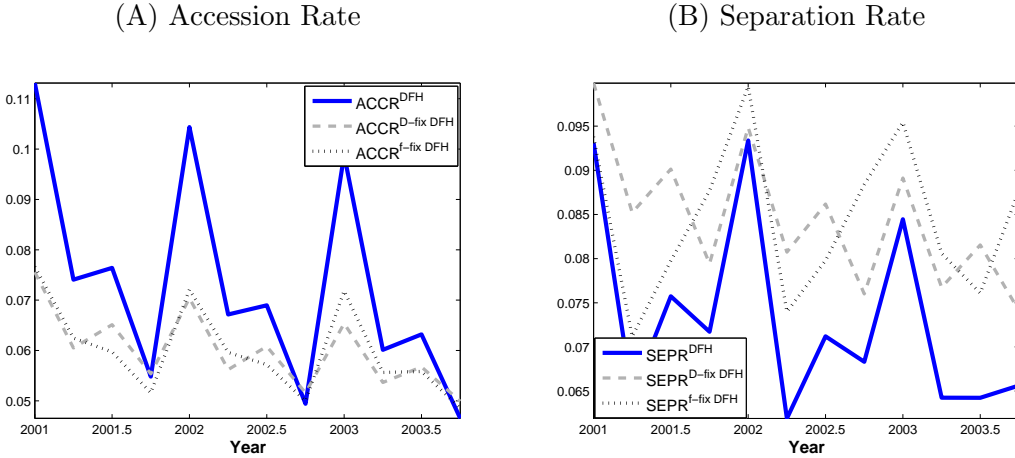 (A) Accession Rate
0.11
0.1
0.09
0.08
0.07
0.06
0.05
2001
2001.5
2002
2002.5
2003
2003.5
Year
ACCR^DFH
ACCR^D−fix DFH
ACCR^f−fix DFH
(B) Separation Rate
0.095
0.09
0.085
0.08
0.075
0.07
0.065
2001
2001.5
2002
2002.5
2003
2003.5
Year
SEPR^DFH
SEPR^D−fix DFH
SEPR^f−fix DFH